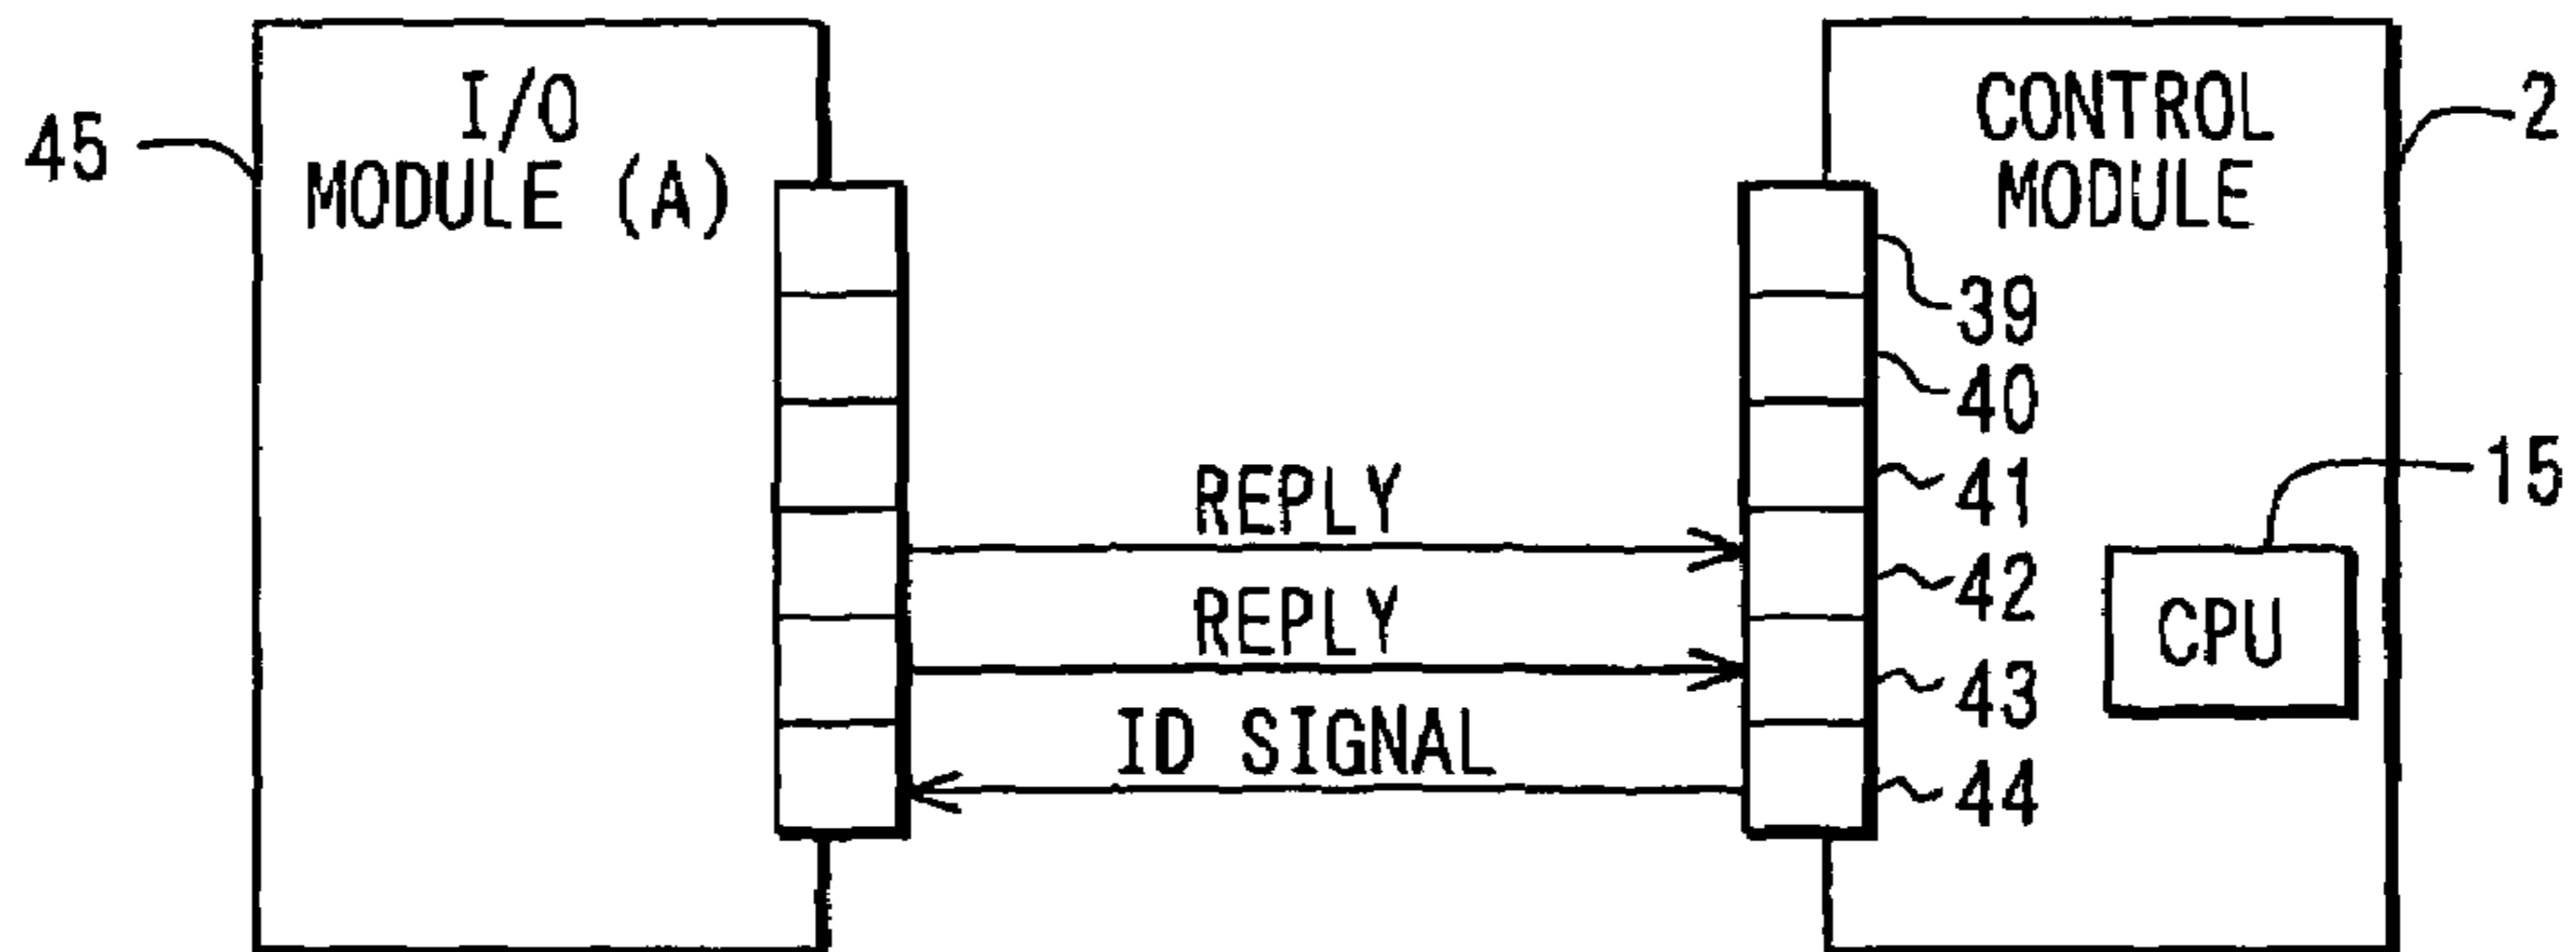 I/O
MODULE (A)
45
CONTROL
MODULE
2
39
40
41
42
43
44
15
CPU
REPLY
REPLY
ID SIGNAL